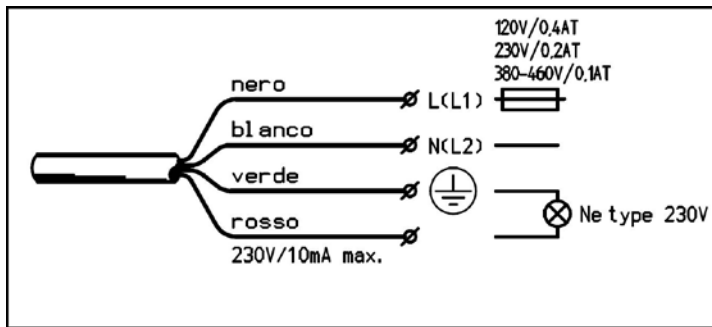 120V/0,4AT
230V/0,2AT
380-460V/0,1AT
nero
L(L1)
blanco
N(L2)
verde
rosso
Ne type 230V
230V/10mA max.